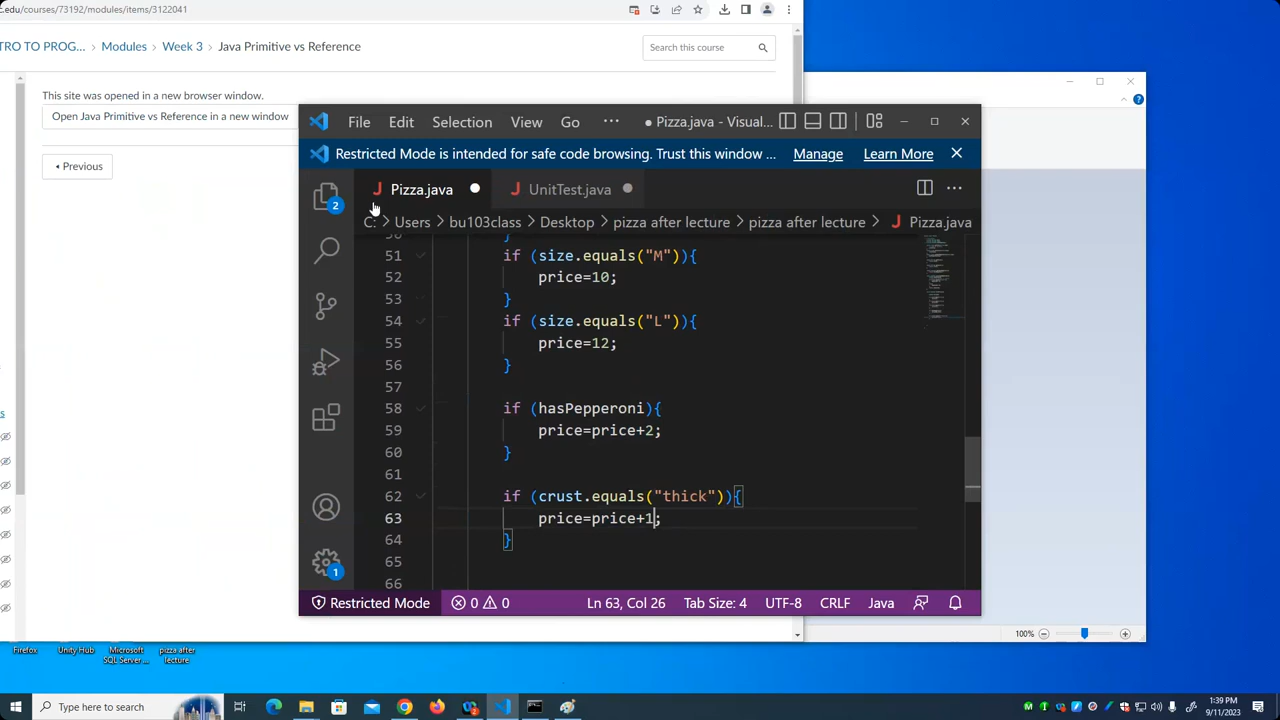 c.edu/courses/73192/modules/items/3122041
TRO TO PROG... > Modules > Week 3 > Java Primitive vs Reference
Search this course
This site was opened in a new browser window.
Open Java Primitive vs Reference in a new window
◂ Previous
File Edit Selection View Go ··· ● Pizza.java - Visual...
Restricted Mode is intended for safe code browsing. Trust this window ... Manage Learn More
J Pizza.java ● J UnitTest.java ●
C: > Users > bu103class > Desktop > pizza after lecture > pizza after lecture > J Pizza.java
50 }
51 if (size.equals("M")){
52 price=10;
53 }
54 if (size.equals("L")){
55 price=12;
56 }
57
58 if (hasPepperoni){
59 price=price+2;
60 }
61
62 if (crust.equals("thick")){
63 price=price+1;
64 }
65
66
2
1
Restricted Mode 0 0 Ln 63, Col 26 Tab Size: 4 UTF-8 CRLF Java
100%
s
Firefox Unity Hub Microsoft SQL Server ... pizza after lecture
Type here to search
1:39 PM
9/11/2023